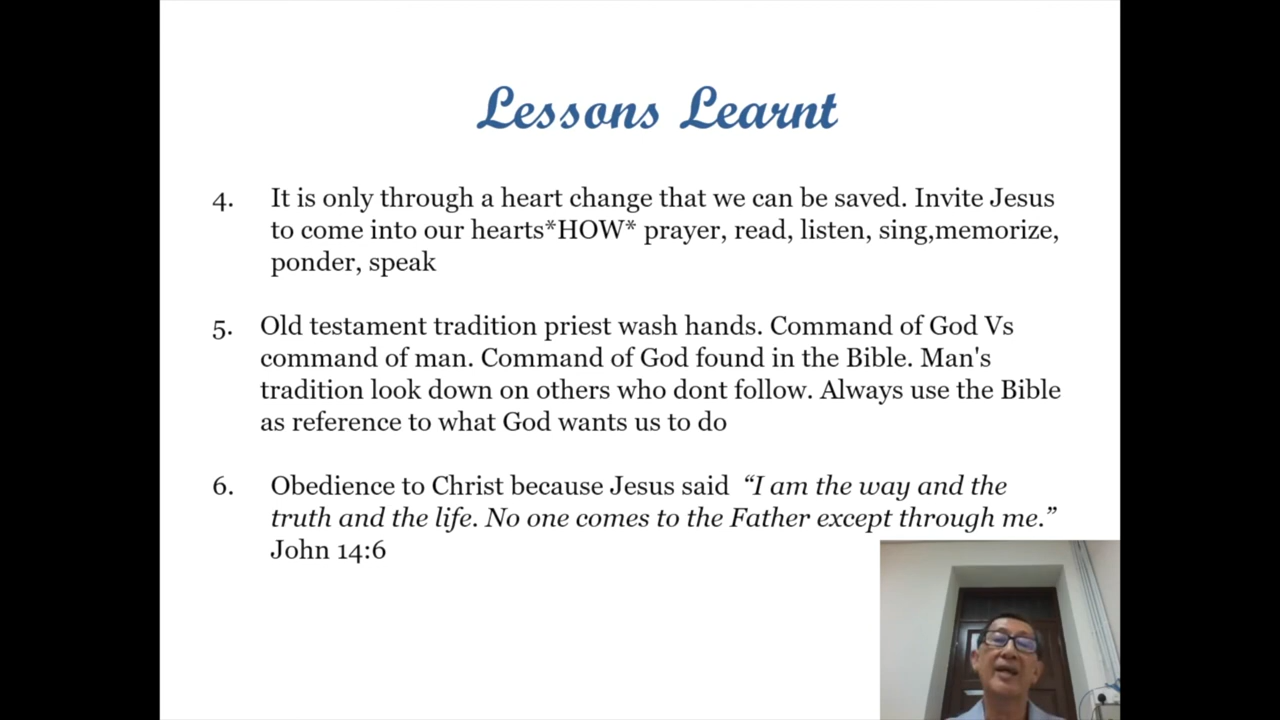 Lessons Learnt
4. It is only through a heart change that we can be saved. Invite Jesus
to come into our hearts*HOW* prayer, read, listen, sing,memorize,
ponder, speak
5. Old testament tradition priest wash hands. Command of God Vs
command of man. Command of God found in the Bible. Man's
tradition look down on others who dont follow. Always use the Bible
as reference to what God wants us to do
6. Obedience to Christ because Jesus said “I am the way and the
truth and the life. No one comes to the Father except through me.”
John 14:6